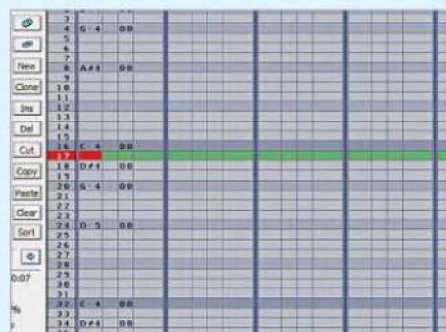 3
4 G-4 00
5
6
New 7
8 A#4 00
9
Clone 10
11
Ins 12
13
Del 14
15
Cut 16 C-4 00
17
Copy 18 D#4 00
19
Paste 20 G-4 00
21
Clear 22
23
Sort 24 D-5 00
25
26
27
28
29
0:07 30
31
% 32 C-4 00
33
34 D#4 00